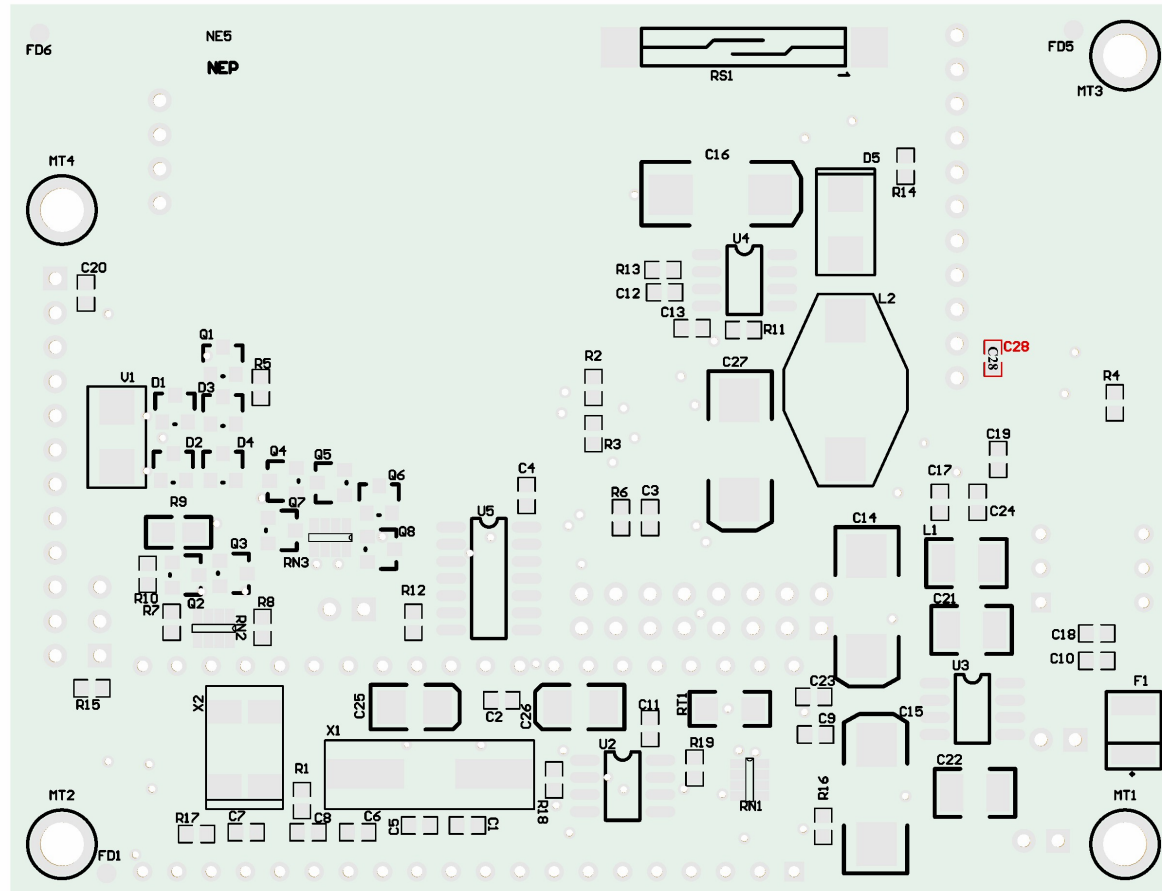 FD6
NE5
NEP
FD5
RS1
1
MT3
MT4
C16
D5
R14
U4
C20
R13
C12
C13
R11
L2
Q1
C28
C28
R2
C27
V1
D1
D3
R5
R4
R3
D2
D4
Q4
Q5
Q6
C4
C19
C17
R6
C3
C24
R9
Q7
U5
Q8
C14
L1
Q3
RN3
R10
Q2
R7
R8
RN2
R12
C21
C18
C10
U3
R15
X2
C25
C2
C26
C11
RT1
C23
C9
C15
F1
X1
U2
R19
C22
R1
R18
RN1
R16
MT2
MT1
R17
C7
C8
C6
C5
C1
FD1